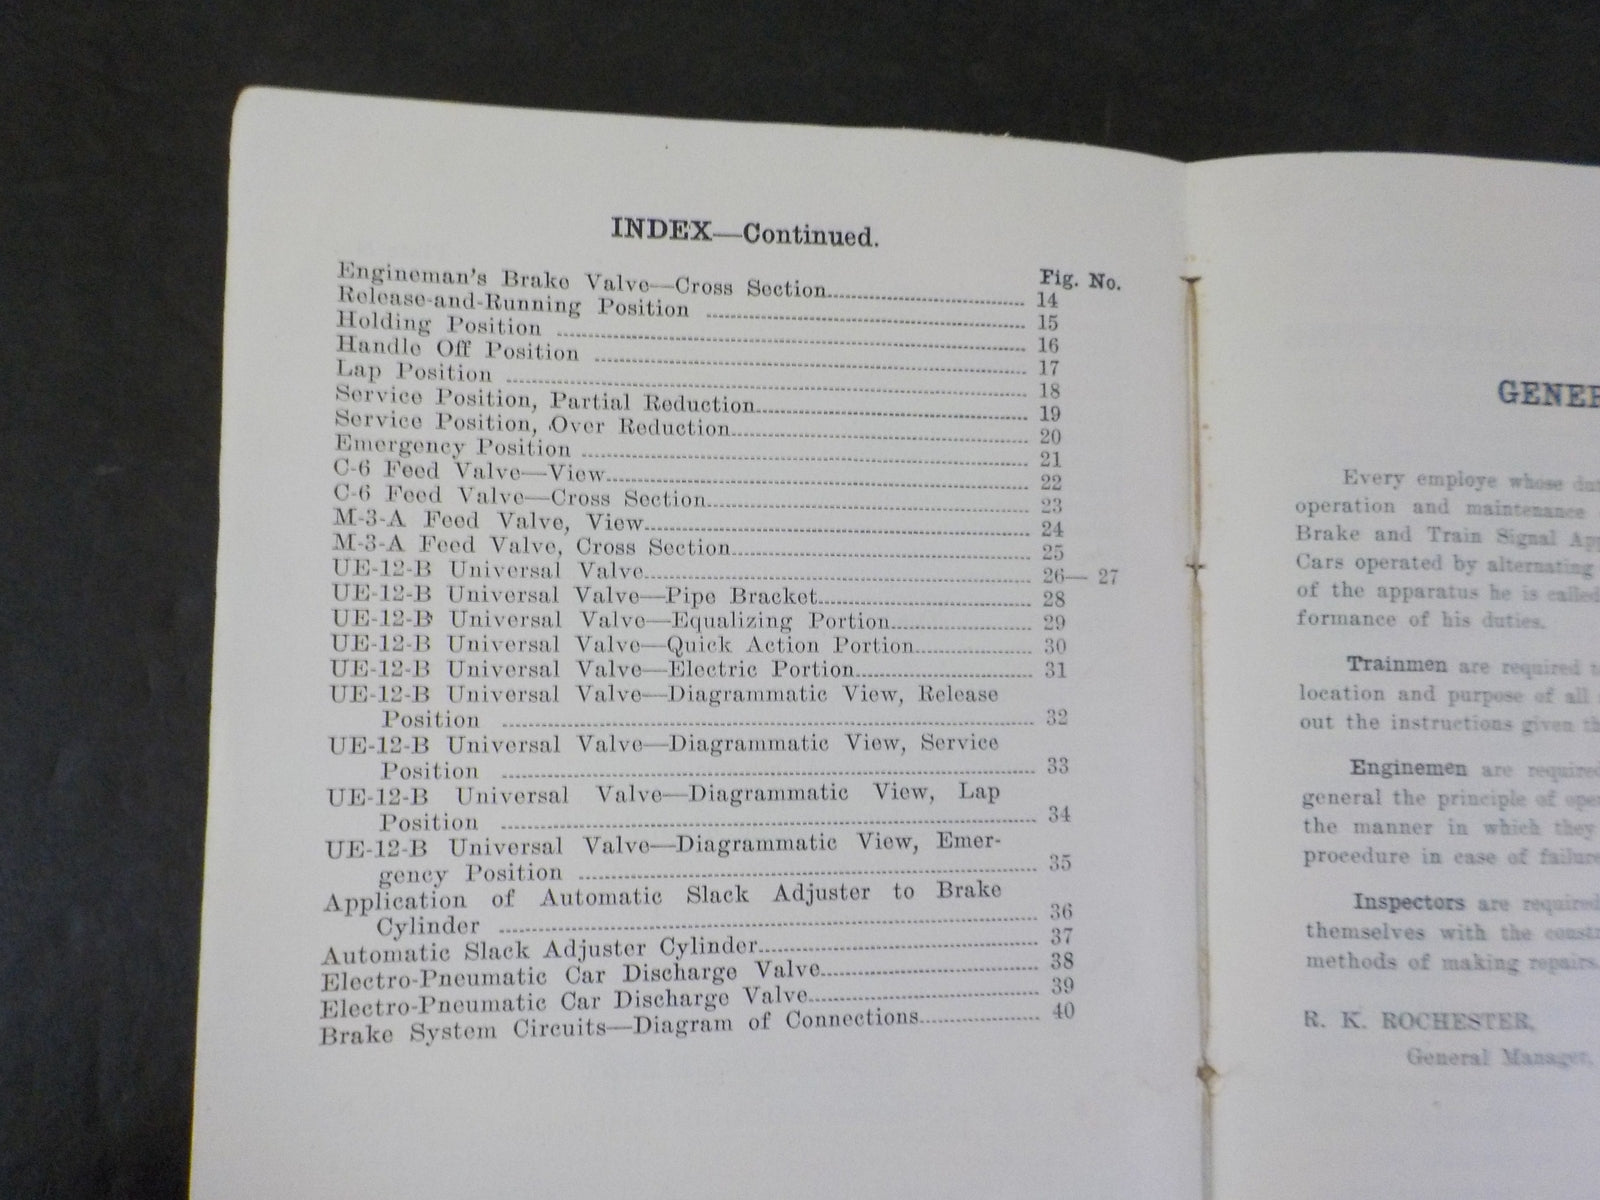 INDEX—Continued.
Fig. No.
Engineman's Brake Valve—Cross Section 14
Release-and-Running Position 15
Holding Position 16
Handle Off Position 17
Lap Position 18
Service Position, Partial Reduction 19
Service Position, Over Reduction 20
Emergency Position 21
C-6 Feed Valve—View 22
C-6 Feed Valve—Cross Section 23
M-3-A Feed Valve, View 24
M-3-A Feed Valve, Cross Section 25
UE-12-B Universal Valve 26—27
UE-12-B Universal Valve—Pipe Bracket 28
UE-12-B Universal Valve—Equalizing Portion 29
UE-12-B Universal Valve—Quick Action Portion 30
UE-12-B Universal Valve—Electric Portion 31
UE-12-B Universal Valve—Diagrammatic View, Release
Position 32
UE-12-B Universal Valve—Diagrammatic View, Service
Position 33
UE-12-B Universal Valve—Diagrammatic View, Lap
Position 34
UE-12-B Universal Valve—Diagrammatic View, Emer-
gency Position 35
Application of Automatic Slack Adjuster to Brake
Cylinder 36
Automatic Slack Adjuster Cylinder 37
Electro-Pneumatic Car Discharge Valve 38
Electro-Pneumatic Car Discharge Valve 39
Brake System Circuits—Diagram of Connections 40
Every employe whose
operation and maintenance
Brake and Train Signal
Cars operated by alternating
of the apparatus he is called
formance of his duties.
Trainmen are required
location and purpose of all
out the instructions given
Enginemen are required
general the principle of
the manner in which they
procedure in case of failure
Inspectors are required
themselves with the
methods of making repairs.
R. K. ROCHESTER,
General Manager,